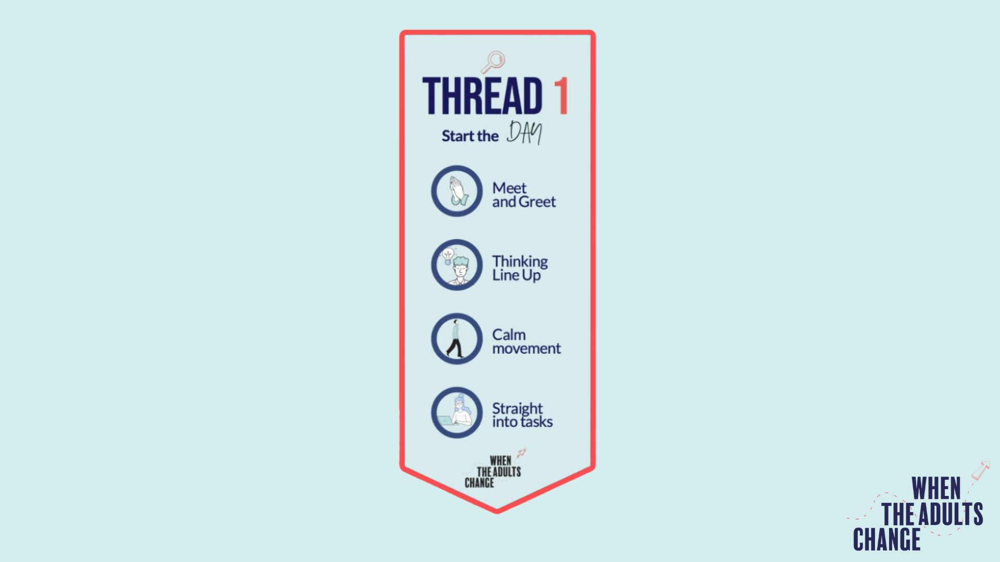 THREAD 1
Start the DAY
Meet
and Greet
Thinking
Line Up
Calm
movement
Straight
into tasks
WHEN
THE ADULTS
CHANGE
WHEN
THE ADULTS
CHANGE